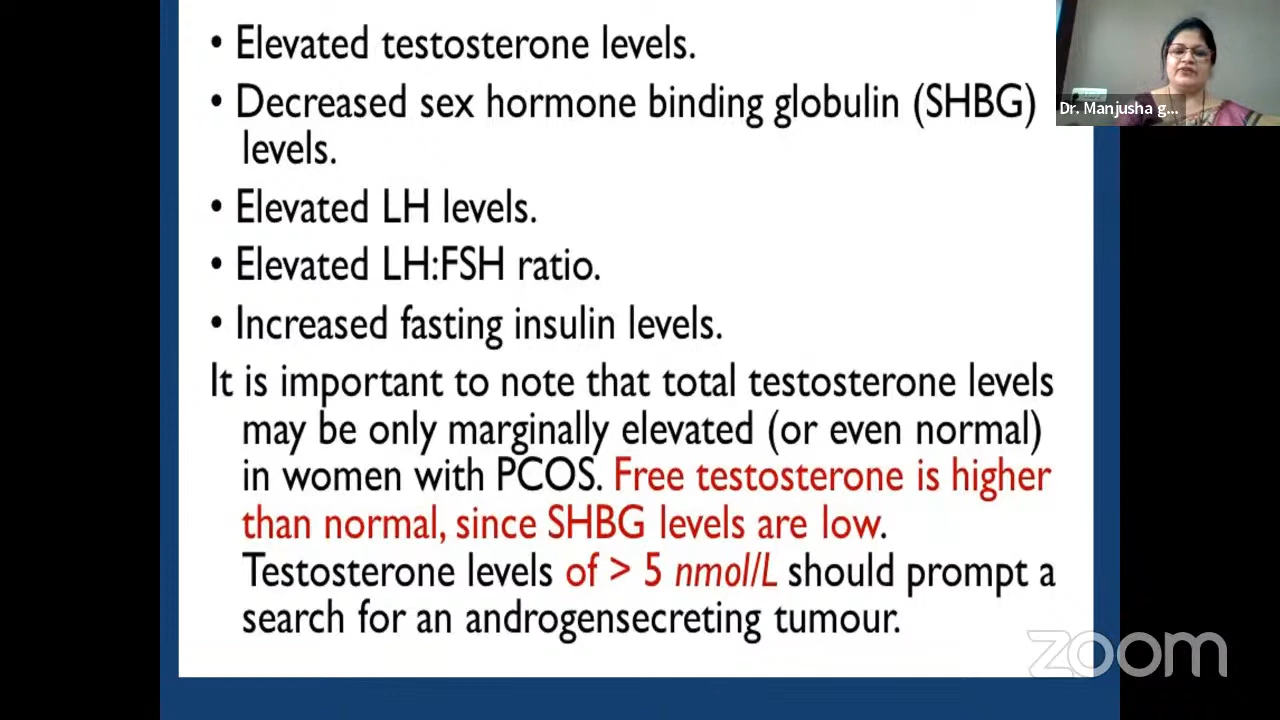 • Elevated testosterone levels.
• Decreased sex hormone binding globulin (SHBG)
levels.
• Elevated LH levels.
• Elevated LH:FSH ratio.
• Increased fasting insulin levels.
It is important to note that total testosterone levels
may be only marginally elevated (or even normal)
in women with PCOS. Free testosterone is higher
than normal, since SHBG levels are low.
Testosterone levels of > 5 nmol/L should prompt a
search for an androgensecreting tumour.
Dr. Manjusha g...
zoom